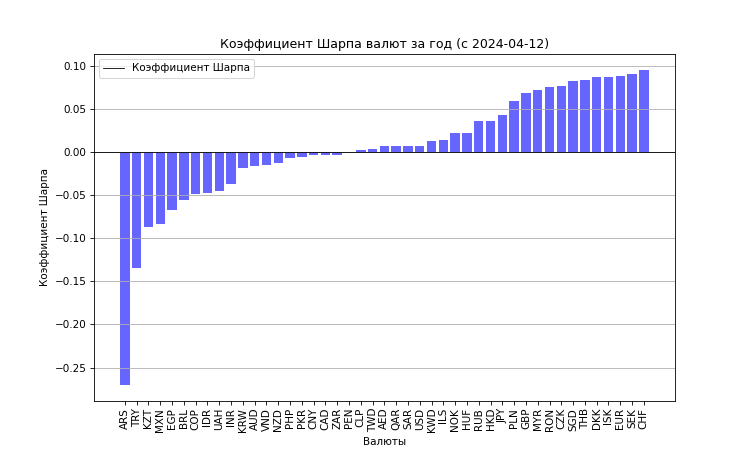 Коэффициент Шарпа валют за год (с 2024-04-12)
Коэффициент Шарпа
Коэффициент Шарпа
0.10
0.05
0.00
−0.05
−0.10
−0.15
−0.20
−0.25
ARS TRY KZT MXN EGP BRL COP IDR UAH INR KRW AUD VND NZD PHP PKR CNY CAD ZAR PEN CLP TWD AED QAR SAR USD KWD ILS NOK HUF RUB HKD JPY PLN GBP MYR RON CZK SGD THB DKK ISK EUR SEK CHF
Валюты